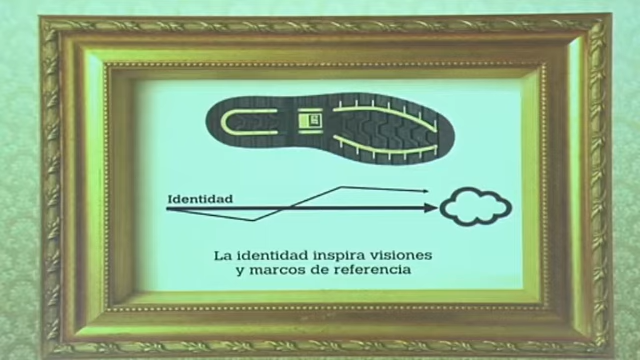 Identidad
La identidad inspira visiones
y marcos de referencia